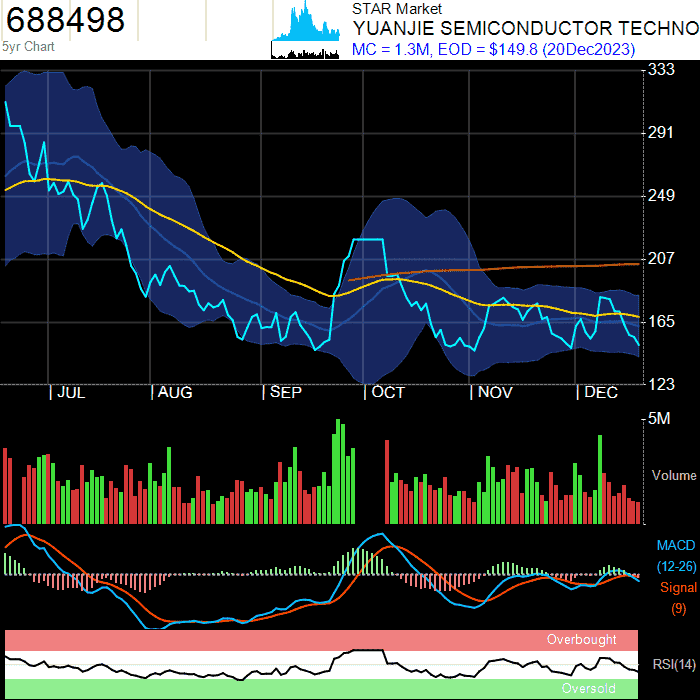 688498
5yr Chart
STAR Market
YUANJIE SEMICONDUCTOR TECHNO
MC = 1.3M, EOD = $149.8 (20Dec2023)
333
291
249
207
165
123
| JUL | AUG | SEP | OCT | NOV | DEC
5M
Volume
MACD
(12-26)
Signal
(9)
Overbought
RSI(14)
Oversold